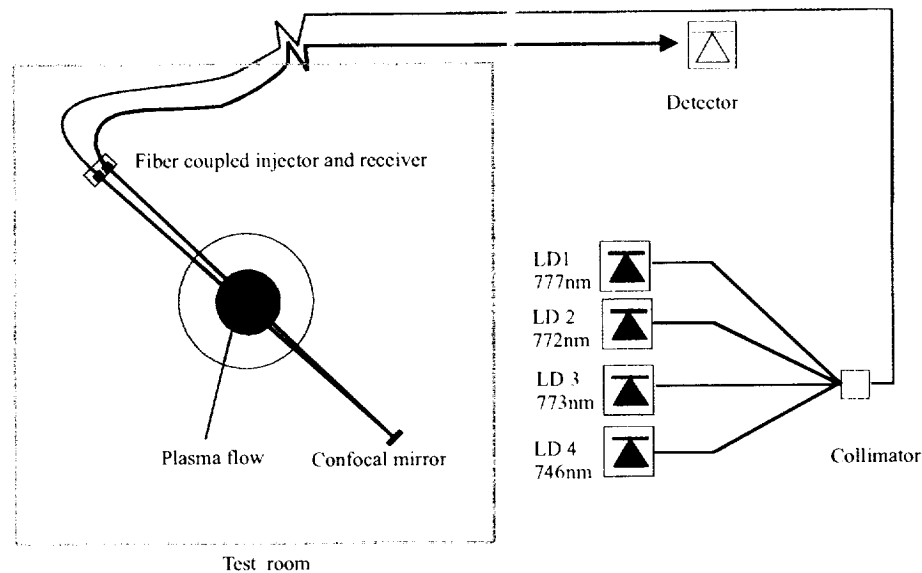 Detector
Fiber coupled injector and receiver
LD1
777nm
LD 2
772nm
LD 3
773nm
LD 4
746nm
Plasma flow
Confocal mirror
Collimator
Test room